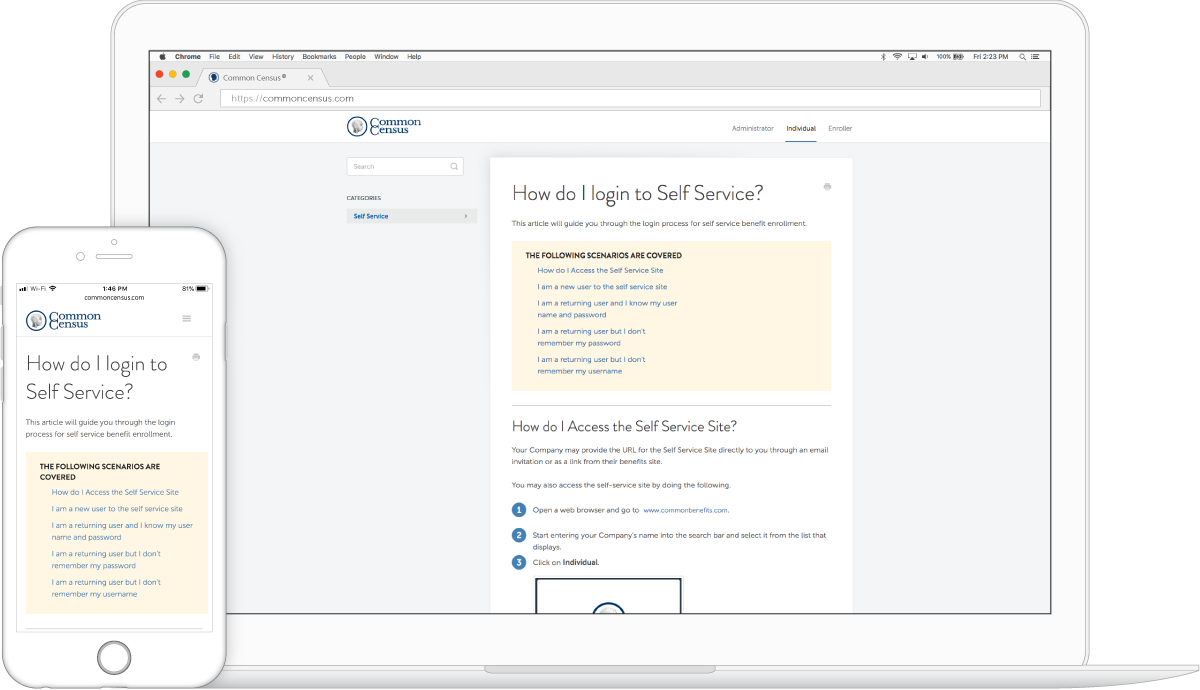 Chrome File Edit View History Bookmarks People Window Help
100% Fri 2:23 PM
Common Census®
https://commoncensus.com
Common
Census
Administrator Individual Enroller
Search
CATEGORIES
Self Service
How do I login to Self Service?
This article will guide you through the login process for self service benefit enrollment.
THE FOLLOWING SCENARIOS ARE COVERED
How do I Access the Self Service Site
I am a new user to the self service site
I am a returning user and I know my user
name and password
I am a returning user but I don't
remember my password
I am a returning user but I don't
remember my username
How do I Access the Self Service Site?
Your Company may provide the URL for the Self Service Site directly to you through an email
invitation or as a link from their benefits site.
You may also access the self-service site by doing the following.
1 Open a web browser and go to www.commonbenefits.com.
2 Start entering your Company's name into the search bar and select it from the list that
displays.
3 Click on Individual.
Wi-Fi 1:46 PM 81%
commoncensus.com
Common
Census
How do I login to
Self Service?
This article will guide you through the login
process for self service benefit enrollment.
THE FOLLOWING SCENARIOS ARE
COVERED
How do I Access the Self Service Site
I am a new user to the self service site
I am a returning user and I know my user
name and password
I am a returning user but I don't
remember my password
I am a returning user but I don't
remember my username